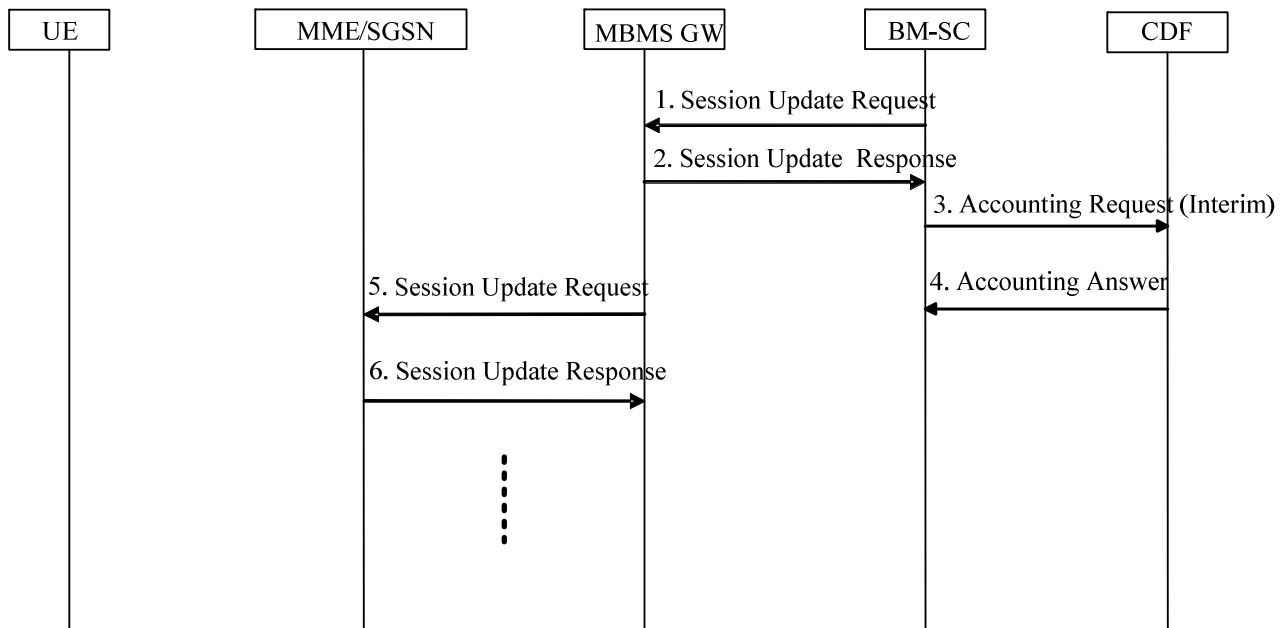 UE
MME/SGSN
MBMS GW
BM-SC
CDF
1. Session Update Request
2. Session Update Response
3. Accounting Request (Interim)
4. Accounting Answer
5. Session Update Request
6. Session Update Response